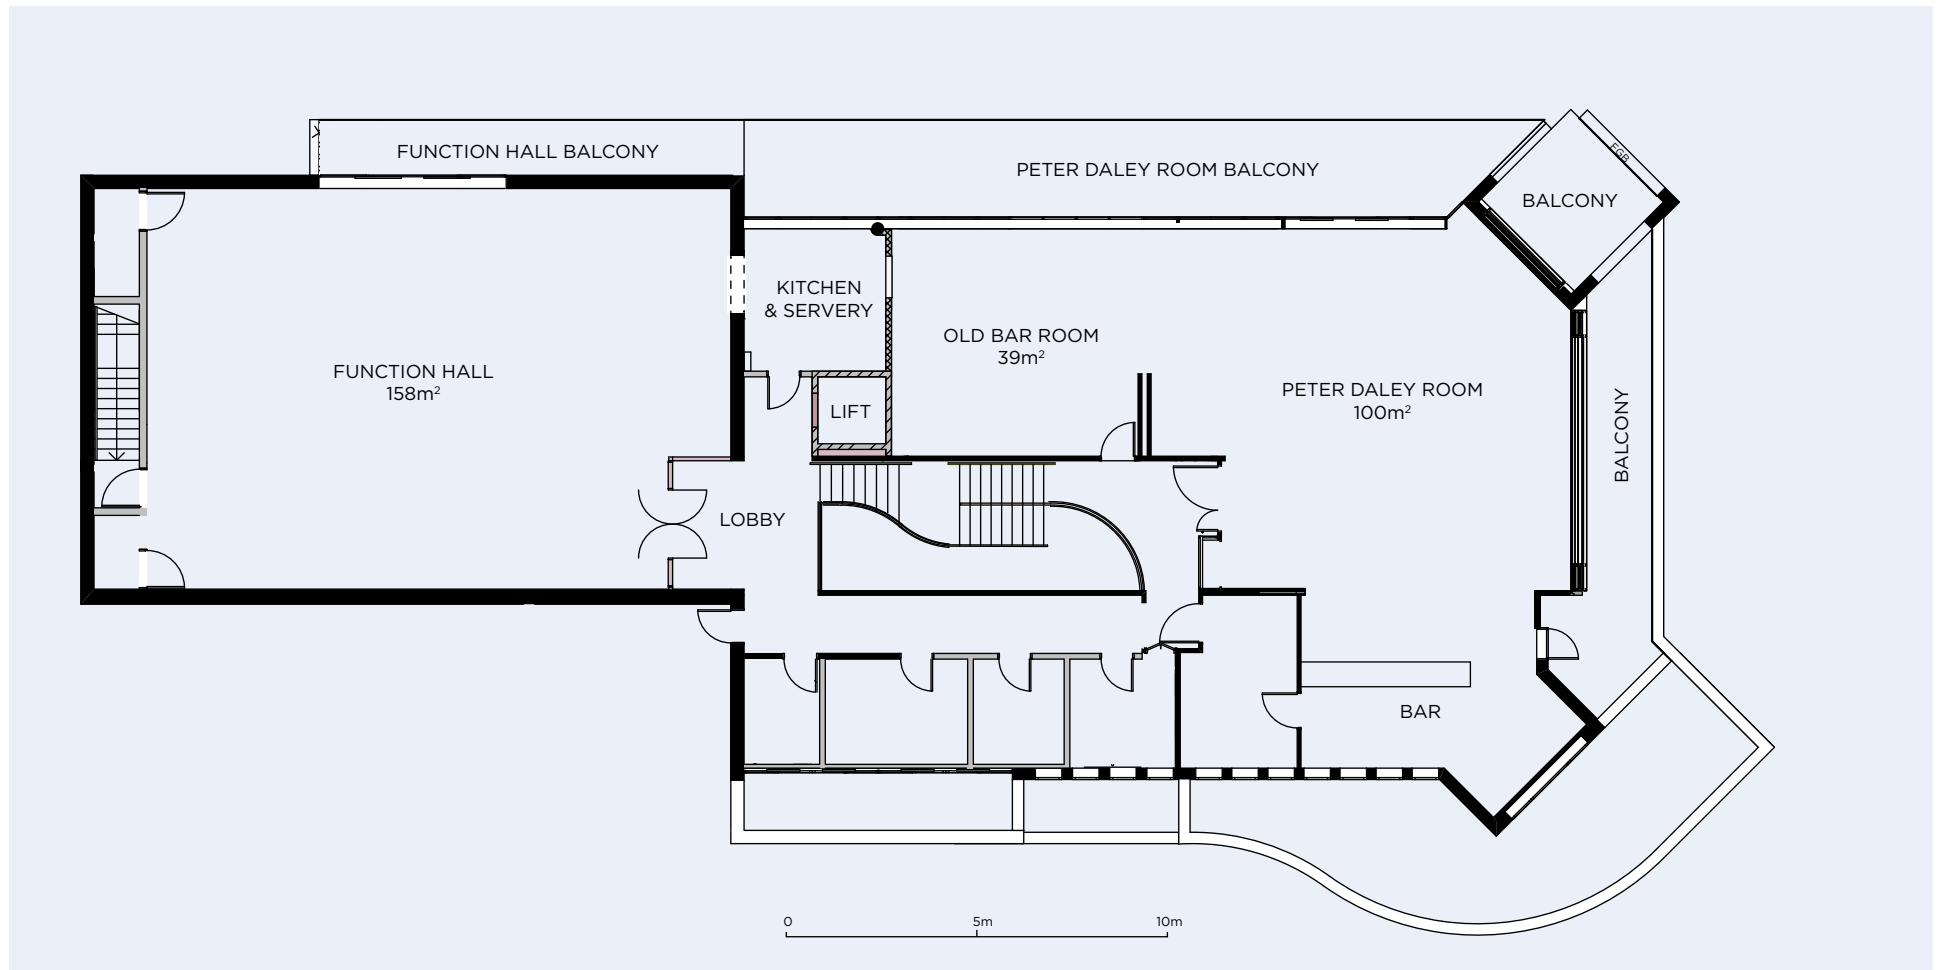 FUNCTION HALL BALCONY
PETER DALEY ROOM BALCONY
FGB
BALCONY
KITCHEN
& SERVERY
OLD BAR ROOM
39m²
FUNCTION HALL
158m²
PETER DALEY ROOM
100m²
LIFT
BALCONY
LOBBY
BAR
0
5m
10m